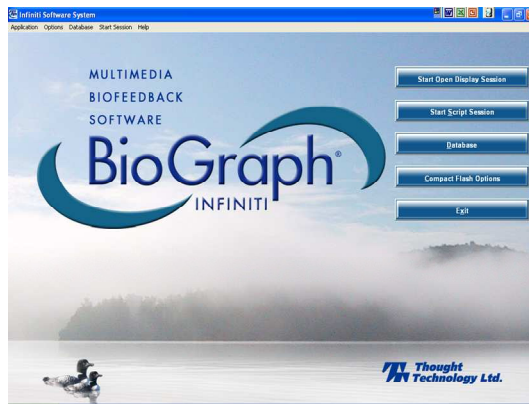 Infiniti Software System
Application Options Database Start Session Help
MULTIMEDIA
BIOFEEDBACK
SOFTWARE
BioGraph®
INFINITI
Start Open Display Session
Start Script Session
Database
Compact Flash Options
Exit
Thought
Technology Ltd.